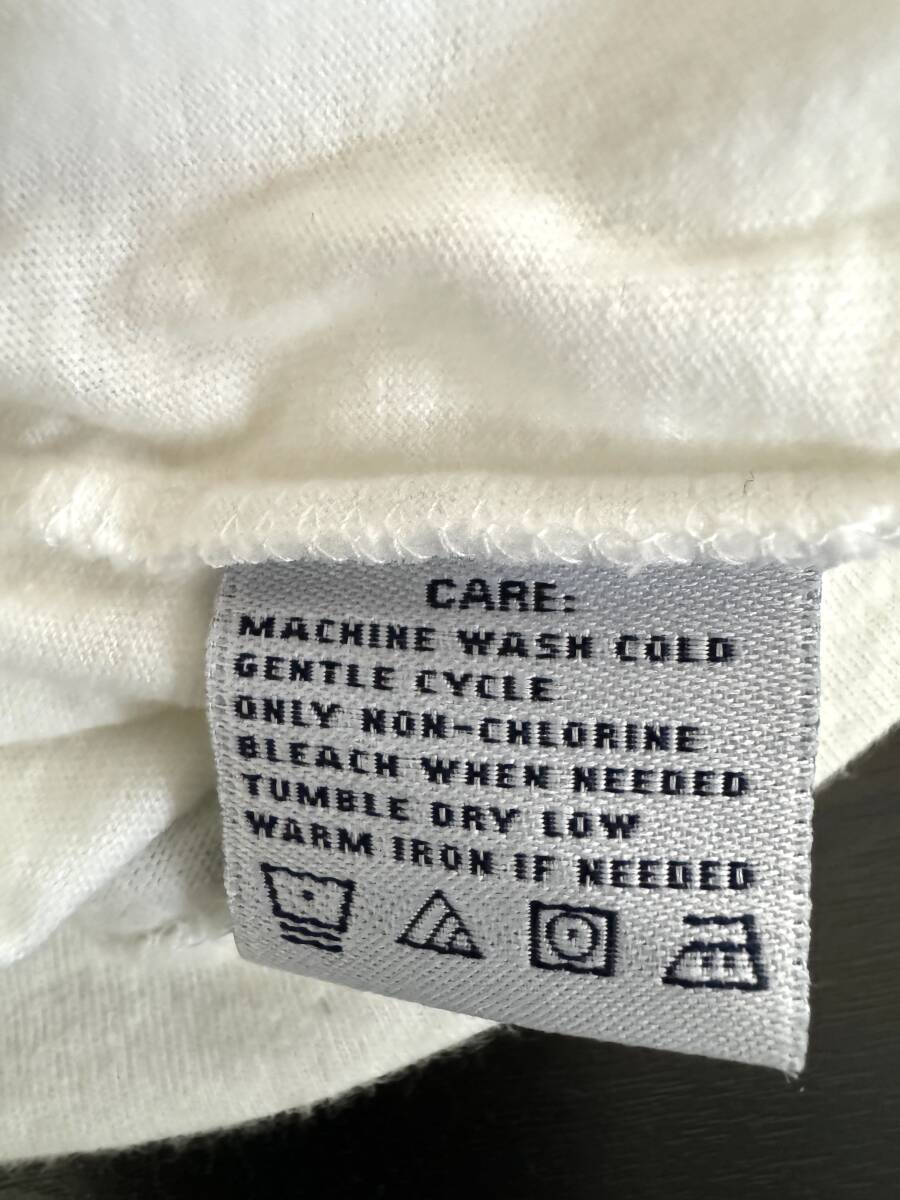 CARE:
MACHINE WASH COLD
GENTLE CYCLE
ONLY NON-CHLORINE
BLEACH WHEN NEEDED
TUMBLE DRY LOW
WARM IRON IF NEEDED